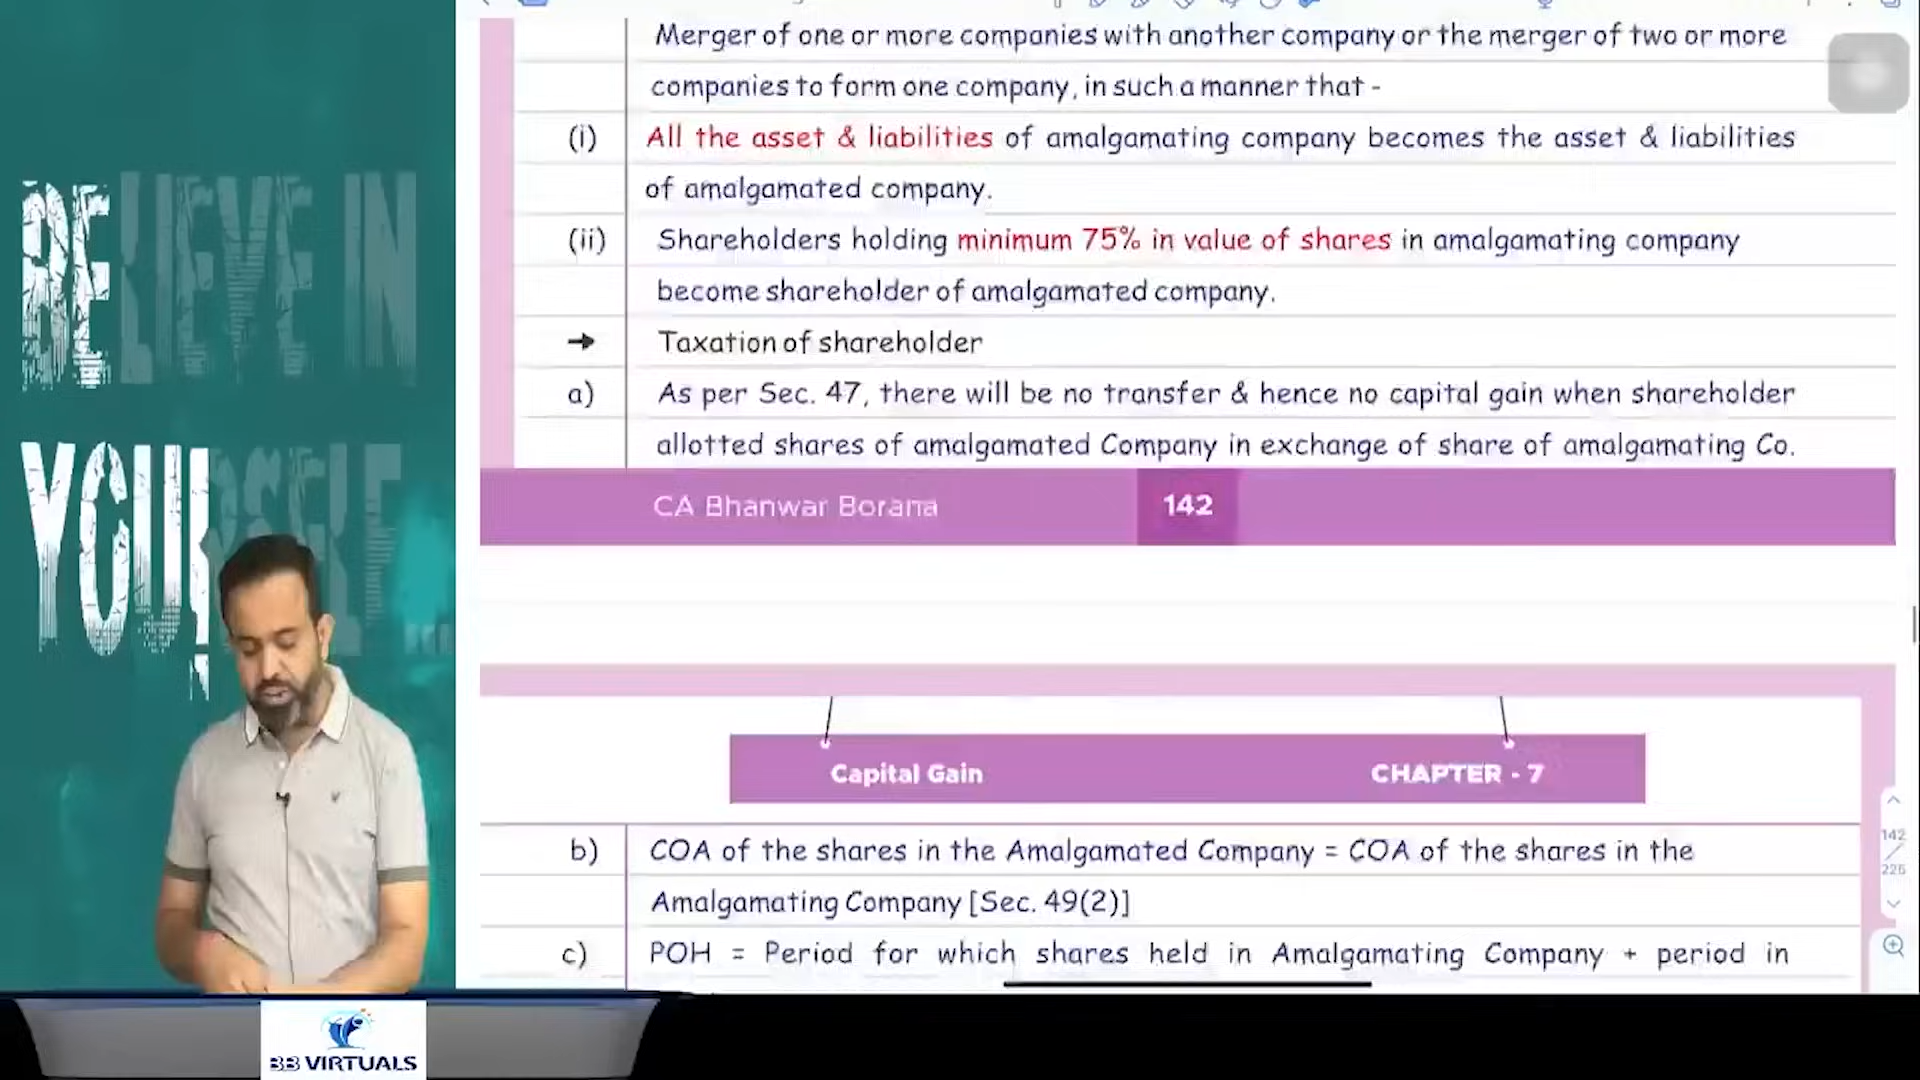 BELIEVE IN
YOURSELF
Merger of one or more companies with another company or the merger of two or more
companies to form one company, in such a manner that -
(i) All the asset & liabilities of amalgamating company becomes the asset & liabilities
of amalgamated company.
(ii) Shareholders holding minimum 75% in value of shares in amalgamating company
become shareholder of amalgamated company.
→ Taxation of shareholder
a) As per Sec. 47, there will be no transfer & hence no capital gain when shareholder
allotted shares of amalgamated Company in exchange of share of amalgamating Co.
CA Bhanwar Borana 142
Capital Gain CHAPTER - 7
b) COA of the shares in the Amalgamated Company = COA of the shares in the
Amalgamating Company [Sec. 49(2)]
c) POH = Period for which shares held in Amalgamating Company + period in
142
225
BB VIRTUALS